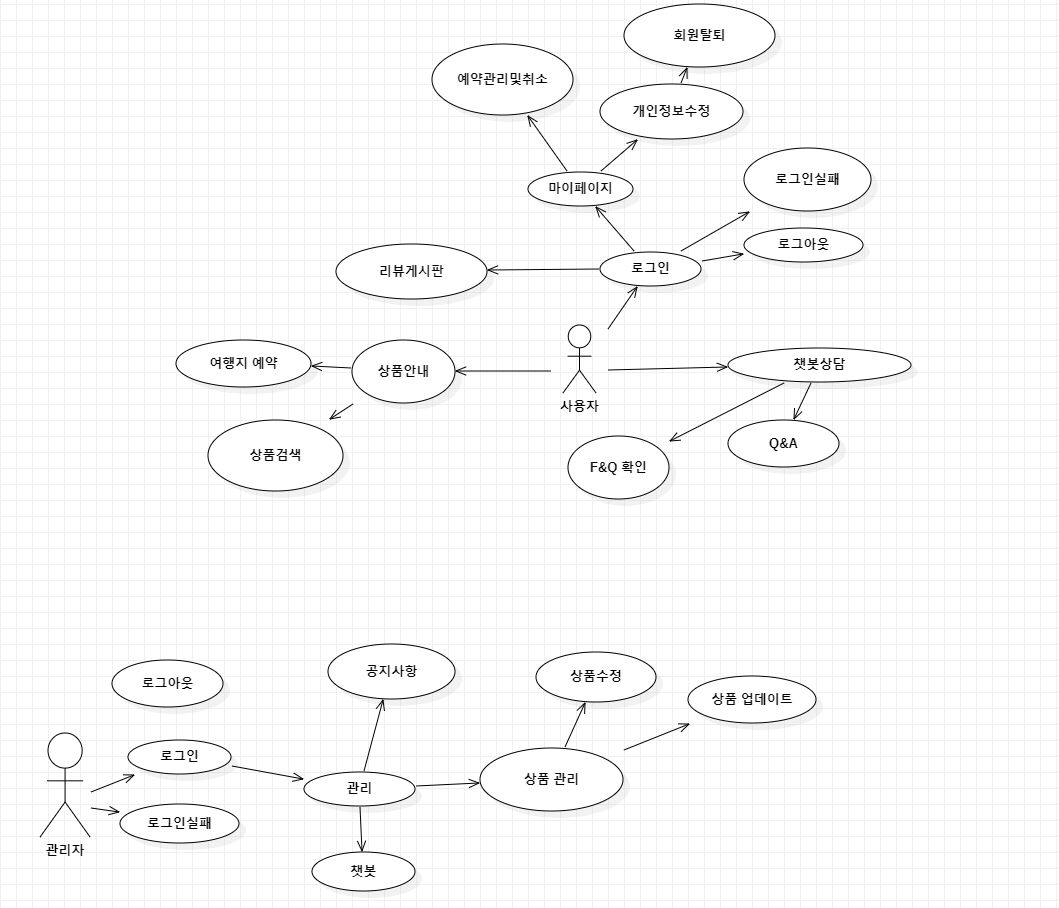 회원탈퇴
예약관리및취소
개인정보수정
마이페이지
로그인실패
로그아웃
리뷰게시판
로그인
여행지 예약
상품안내
챗봇상담
사용자
상품검색
F&Q 확인
Q&A
공지사항
상품수정
로그아웃
상품 업데이트
로그인
관리
상품 관리
로그인실패
관리자
챗봇